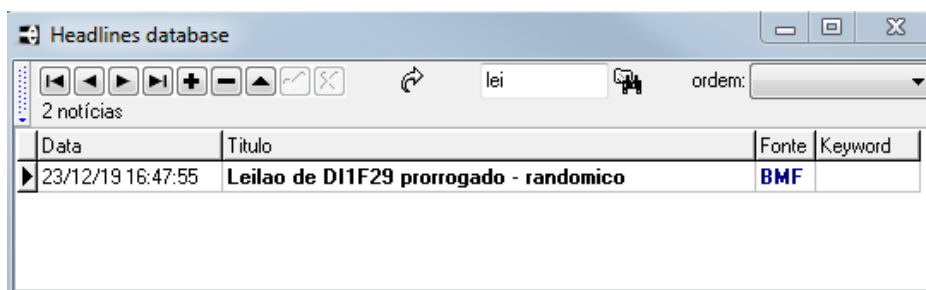 Headlines database
lei ordem:
2 notícias
Data Titulo Fonte Keyword
23/12/19 16:47:55 Leilao de DI1F29 prorrogado - randomico BMF